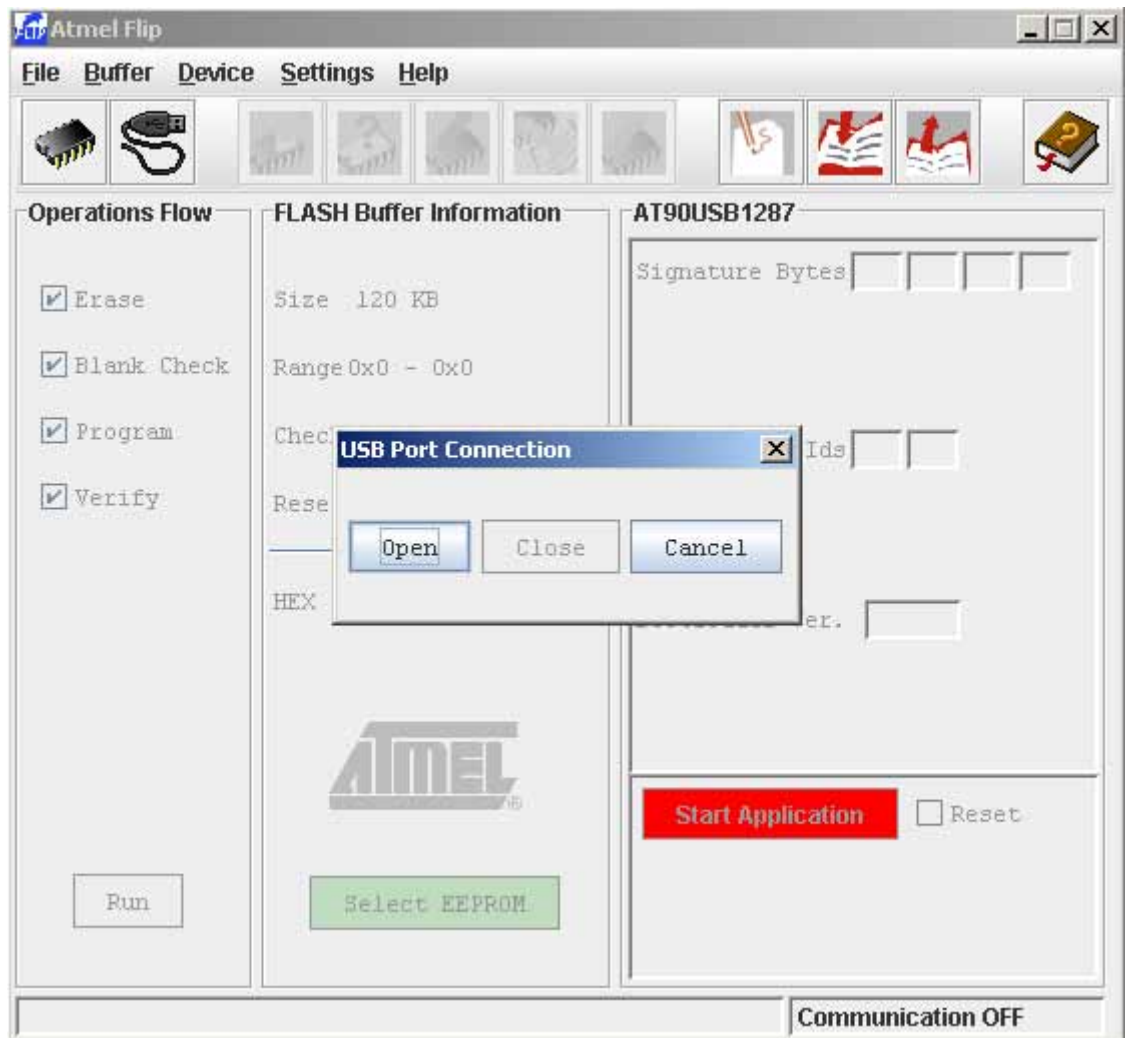 Atmel Flip
File Buffer Device Settings Help
Operations Flow
Erase
Blank Check
Program
Verify
Run
FLASH Buffer Information
Size 120 KB
Range 0x0 - 0x0
Chec
Rese
HEX
ATMEL
Select EEPROM
AT90USB1287
Signature Bytes
Ids
er.
Start Application
Reset
USB Port Connection
Open Close Cancel
Communication OFF